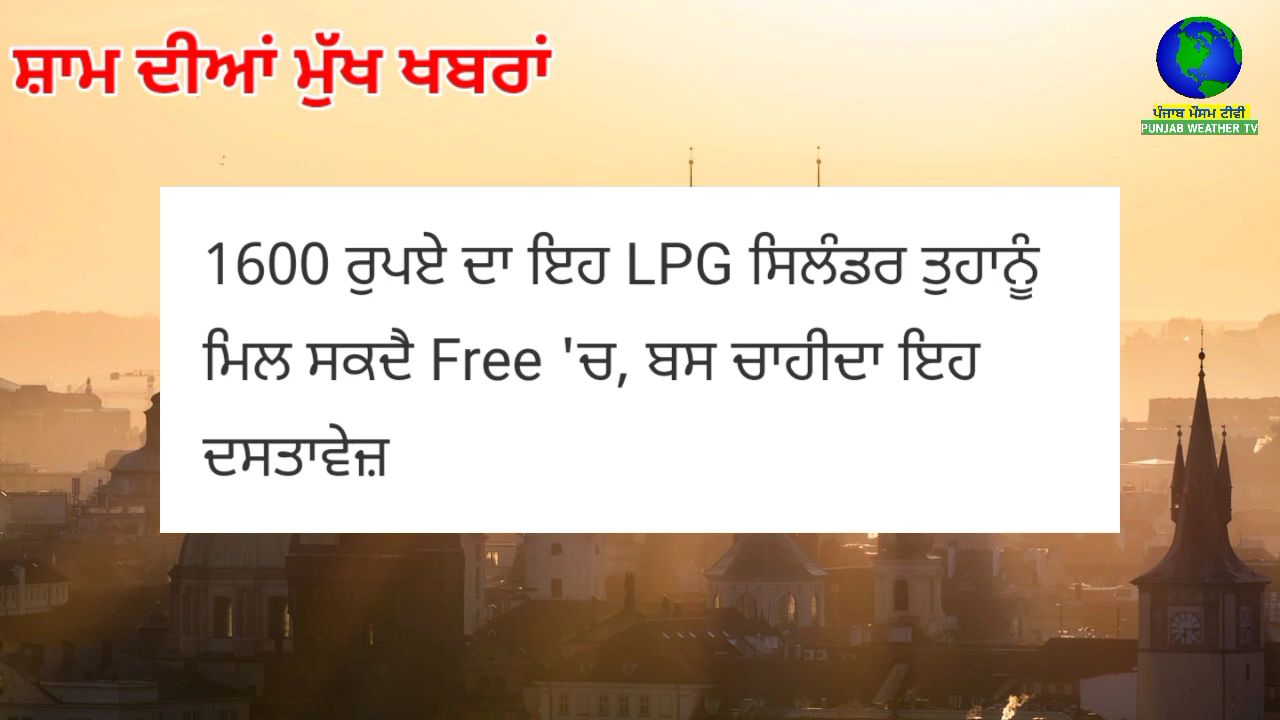 ਸ਼ਾਮ ਦੀਆਂ ਮੁੱਖ ਖਬਰਾਂ
ਪੰਜਾਬ ਮੌਸਮ ਟੀਵੀ
PUNJAB WEATHER TV
1600 ਰੁਪਏ ਦਾ ਇਹ LPG ਸਿਲੰਡਰ ਤੁਹਾਨੂੰ
ਮਿਲ ਸਕਦੈ Free 'ਚ, ਬਸ ਚਾਹੀਦਾ ਇਹ
ਦਸਤਾਵੇਜ਼